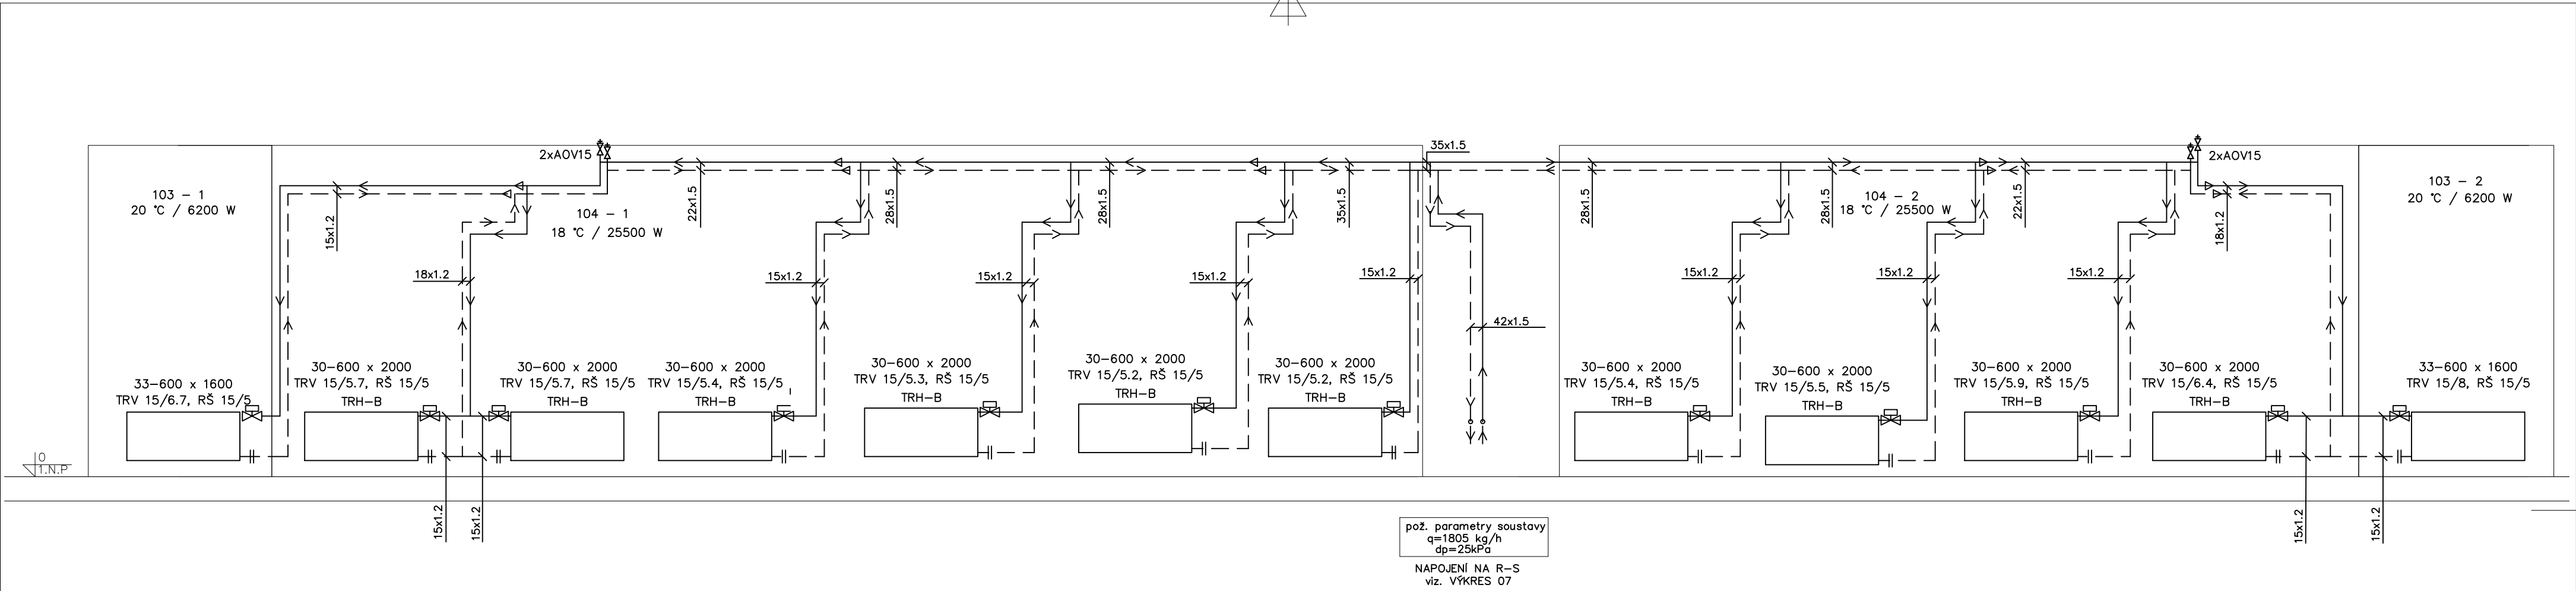 35x1.5
2xAOV15
2xAOV15
103 - 1
20 °C / 6200 W
15x1.2
104 - 1
18 °C / 25500 W
22x1.5
28x1.5
28x1.5
35x1.5
28x1.5
28x1.5
104 - 2
18 °C / 25500 W
22x1.5
18x1.2
103 - 2
20 °C / 6200 W
18x1.2
15x1.2
15x1.2
15x1.2
15x1.2
15x1.2
15x1.2
15x1.2
42x1.5
33-600 x 1600
TRV 15/6.7, RŠ 15/5
30-600 x 2000
TRV 15/5.7, RŠ 15/5
TRH-B
30-600 x 2000
TRV 15/5.7, RŠ 15/5
TRH-B
30-600 x 2000
TRV 15/5.4, RŠ 15/5
TRH-B
30-600 x 2000
TRV 15/5.3, RŠ 15/5
TRH-B
30-600 x 2000
TRV 15/5.2, RŠ 15/5
TRH-B
30-600 x 2000
TRV 15/5.2, RŠ 15/5
TRH-B
30-600 x 2000
TRV 15/5.4, RŠ 15/5
TRH-B
30-600 x 2000
TRV 15/5.5, RŠ 15/5
TRH-B
30-600 x 2000
TRV 15/5.9, RŠ 15/5
TRH-B
30-600 x 2000
TRV 15/6.4, RŠ 15/5
TRH-B
33-600 x 1600
TRV 15/8, RŠ 15/5
0
1.N.P
15x1.2
15x1.2
15x1.2
15x1.2
pož. parametry soustavy
q=1805 kg/h
dp=25kPa
NAPOJENÍ NA R-S
viz. VÝKRES 07